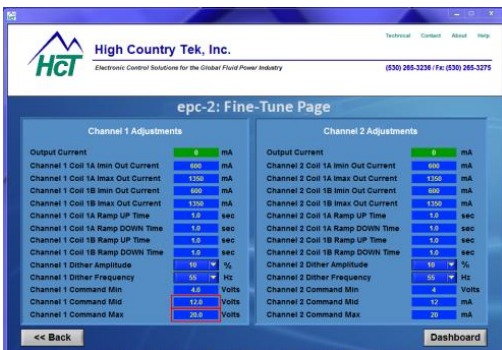 Technical Contact About Help
HCT
High Country Tek, Inc.
Electronic Control Solutions for the Global Fluid Power Industry
(530) 265-3236 / Fx: (530) 265-3275
epc-2: Fine-Tune Page
Channel 1 Adjustments
Output Current 0 mA
Channel 1 Coil 1A Imin Out Current 600 mA
Channel 1 Coil 1A Imax Out Current 1350 mA
Channel 1 Coil 1B Imin Out Current 600 mA
Channel 1 Coil 1B Imax Out Current 1350 mA
Channel 1 Coil 1A Ramp UP Time 1.0 sec
Channel 1 Coil 1A Ramp DOWN Time 1.0 sec
Channel 1 Coil 1B Ramp UP Time 1.0 sec
Channel 1 Coil 1B Ramp DOWN Time 1.0 sec
Channel 1 Dither Amplitude 10 %
Channel 1 Dither Frequency 55 Hz
Channel 1 Command Min 4.0 Volts
Channel 1 Command Mid 12.0 Volts
Channel 1 Command Max 20.0 Volts
Channel 2 Adjustments
Output Current 0 mA
Channel 2 Coil 1A Imin Out Current 600 mA
Channel 2 Coil 1A Imax Out Current 1350 mA
Channel 2 Coil 1B Imin Out Current 600 mA
Channel 2 Coil 1B Imax Out Current 1350 mA
Channel 2 Coil 1A Ramp UP Time 1.0 sec
Channel 2 Coil 1A Ramp DOWN Time 1.0 sec
Channel 2 Coil 1B Ramp UP Time 1.0 sec
Channel 2 Coil 1B Ramp DOWN Time 1.0 sec
Channel 2 Dither Amplitude 10 %
Channel 2 Dither Frequency 55 Hz
Channel 2 Command Min 4 Volts
Channel 2 Command Mid 12 mA
Channel 2 Command Max 20 mA
<< Back
Dashboard